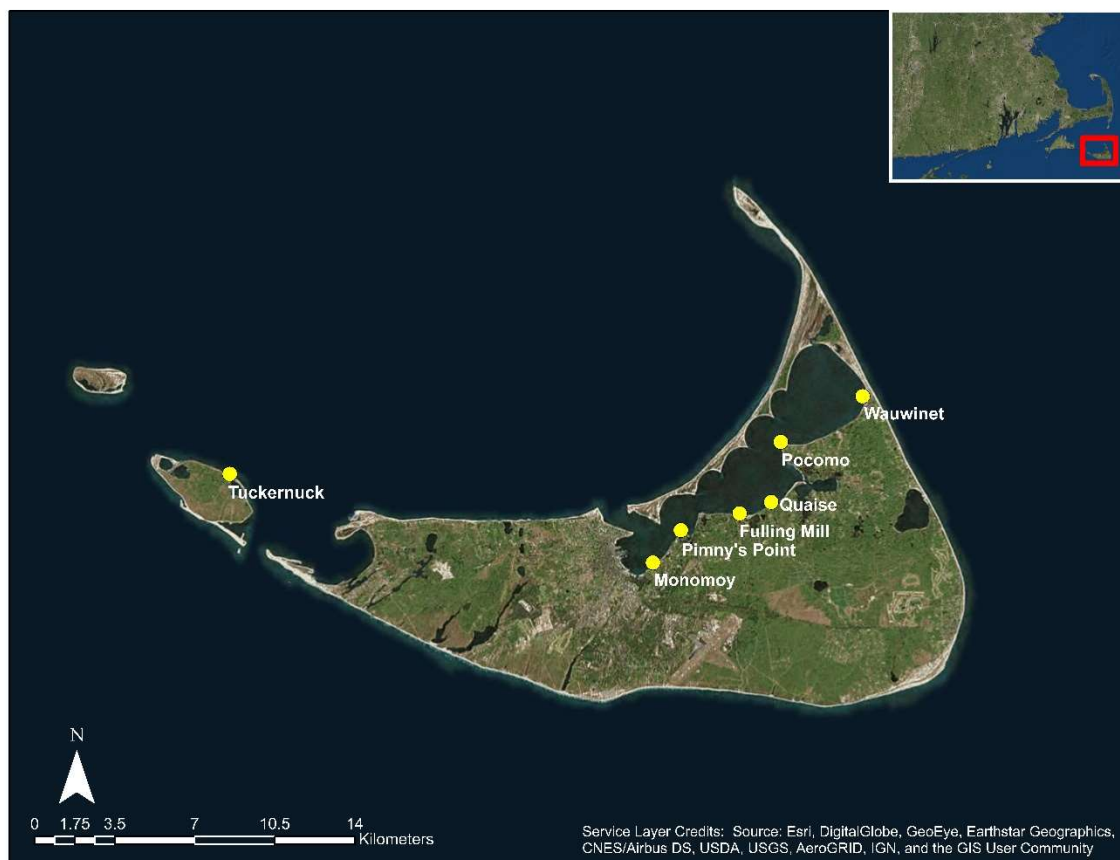 Wauwinet
Pocomo
Tuckernuck
Quaise
Fulling Mill
Pimny's Point
Monomoy
N
0 1.75 3.5 7 10.5 14
Kilometers
Service Layer Credits: Source: Esri, DigitalGlobe, GeoEye, Earthstar Geographics,
CNES/Airbus DS, USDA, USGS, AeroGRID, IGN, and the GIS User Community